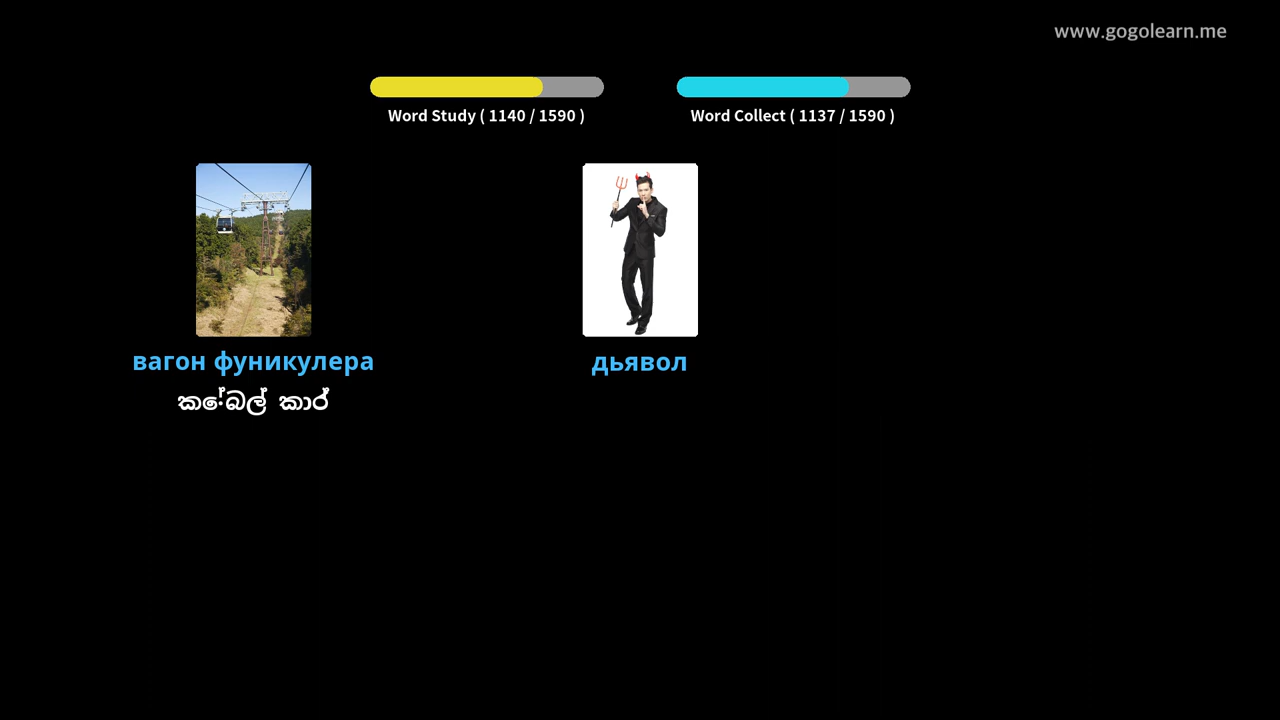 www.gogolearn.me
Word Study ( 1140 / 1590 )
Word Collect ( 1137 / 1590 )
вагон фуникулера
කේබල් කාර්
дьявол